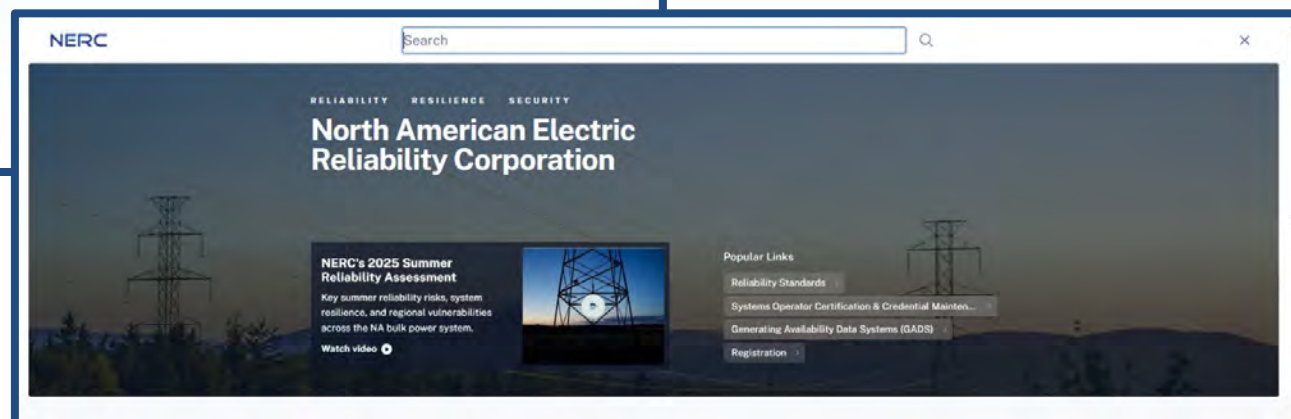 NERC
Search
RELIABILITY RESILIENCE SECURITY
North American Electric
Reliability Corporation
NERC's 2025 Summer
Reliability Assessment
Key summer reliability risks, system
resilience, and regional vulnerabilities
across the NA bulk power system.
Watch video
Popular Links
Reliability Standards
Systems Operator Certification & Credential Mainten...
Generating Availability Data Systems (GADS)
Registration